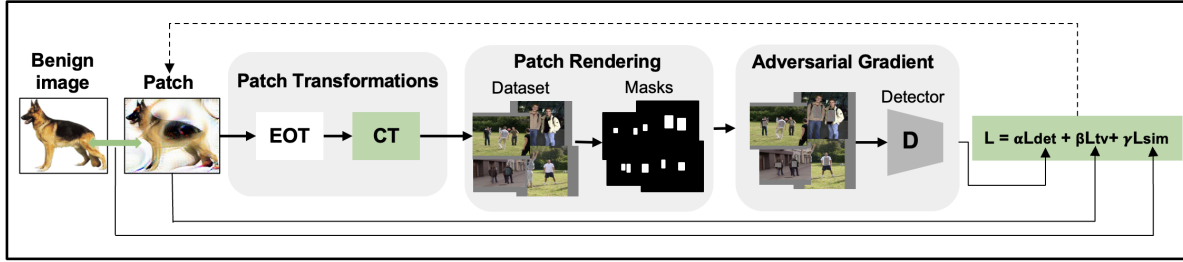 Benign
image
Patch
Patch Transformations
EOT
CT
Patch Rendering
Dataset
Masks
Adversarial Gradient
Detector
D
L = αLdet + βLtv+ γLsim